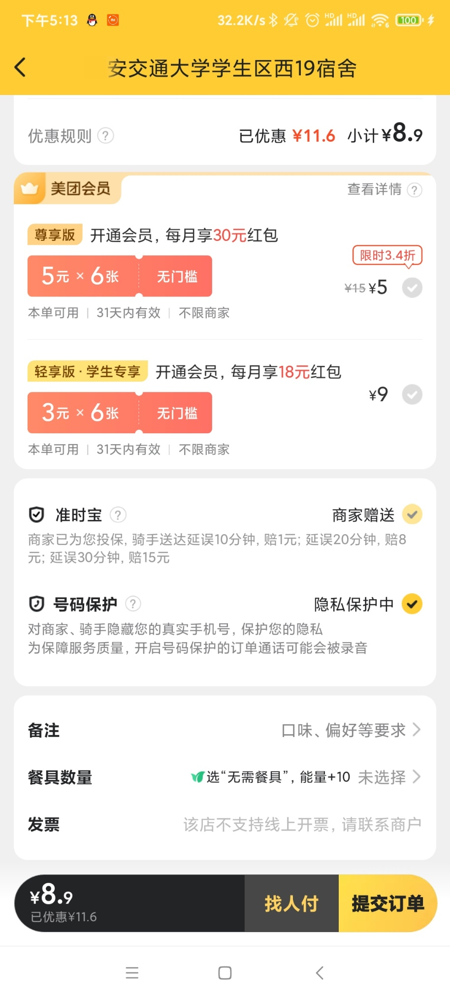 下午5:13
32.2K/s
HD
HD
6
100
安交通大学学生区西19宿舍
优惠规则 ?
已优惠 ¥11.6 小计¥8.9
美团会员
查看详情 ?
尊享版 开通会员，每月享30元红包
限时3.4折
5元 × 6张 无门槛
¥15 ¥5
本单可用 | 31天内有效 | 不限商家
轻享版·学生专享 开通会员，每月享18元红包
3元 × 6张 无门槛
¥9
本单可用 | 31天内有效 | 不限商家
准时宝 ? 商家赠送
商家已为您投保, 骑手送达延误10分钟, 赔1元; 延误20分钟, 赔8
元; 延误30分钟, 赔15元
号码保护 ? 隐私保护中
对商家、骑手隐藏您的真实手机号，保护您的隐私
为保障服务质量，开启号码保护的订单通话可能会被录音
备注 口味、偏好等要求
餐具数量 选“无需餐具”，能量+10 未选择
发票 该店不支持线上开票，请联系商户
¥8.9
已优惠¥11.6
找人付
提交订单